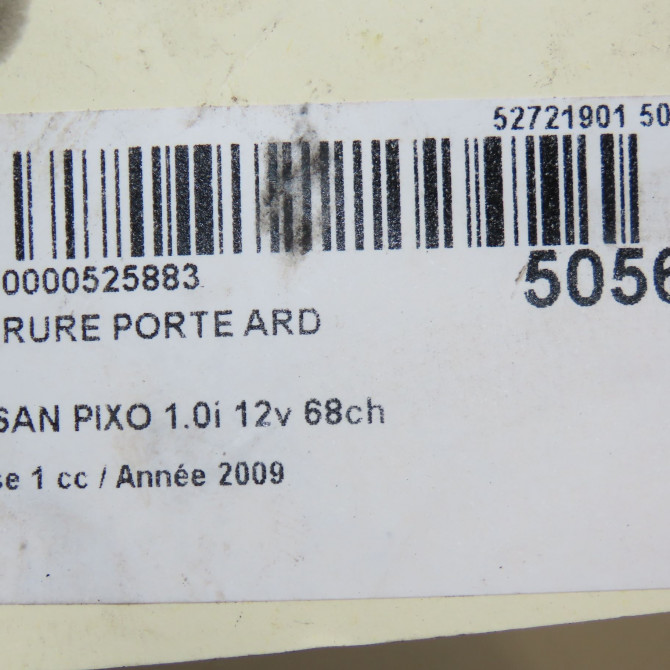 52721901 50
0000525883
5056
RURE PORTE ARD
SAN PIXO 1.0i 12v 68ch
se 1 cc / Année 2009